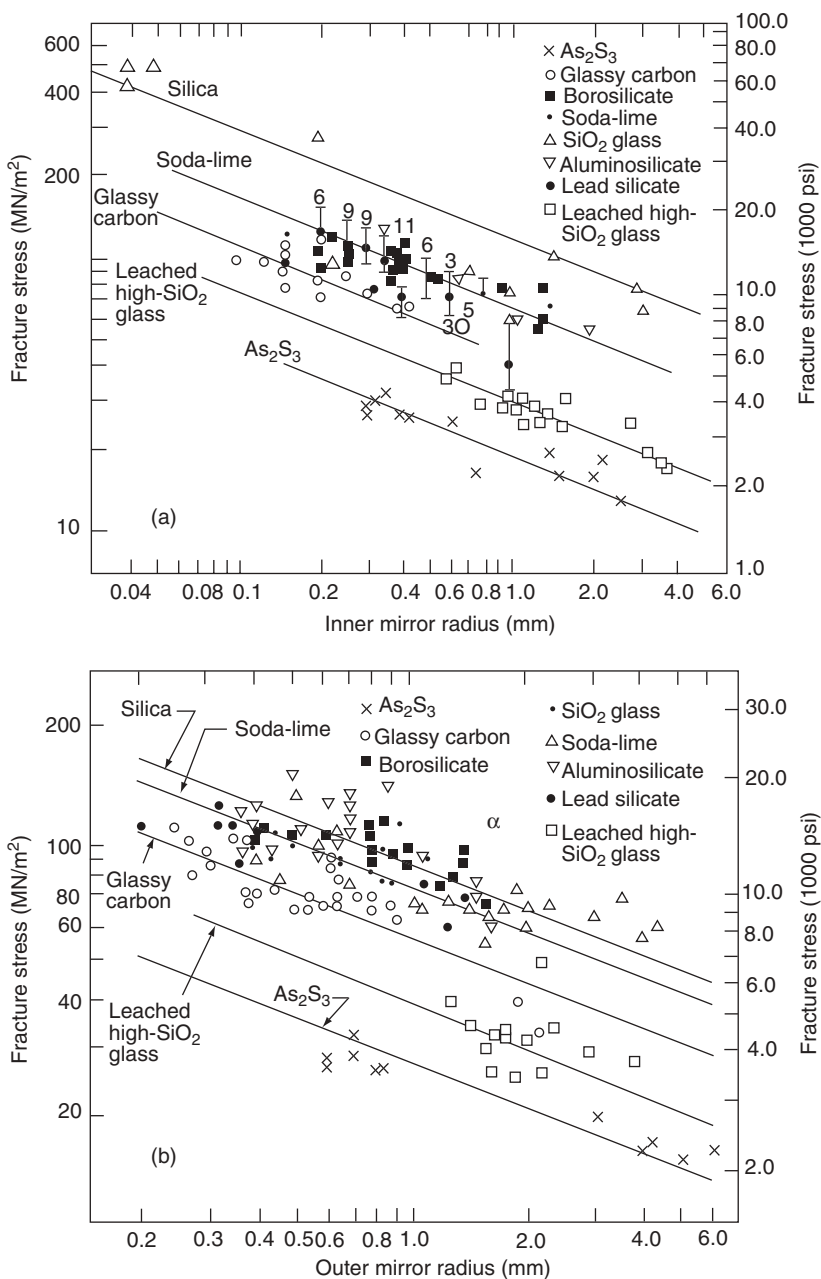 600
400
200
10
Fracture stress (MN/m²)
100.0
80.0
60.0
40.0
20.0
10.0
8.0
6.0
4.0
2.0
1.0
Fracture stress (1000 psi)
As₂S₃
Glassy carbon
Borosilicate
Soda-lime
SiO₂ glass
Aluminosilicate
Lead silicate
Leached high-
SiO₂ glass
Silica
Soda-lime
Glassy
carbon
Leached
high-SiO₂
glass
As₂S₃
6
9
9
11
6
3
5
3O
(a)
0.04 0.08 0.1 0.2 0.4 0.6 0.8 1.0 2.0 4.0 6.0
Inner mirror radius (mm)
200
100
80
60
40
20
Fracture stress (MN/m²)
30.0
20.0
10.0
8.0
6.0
4.0
2.0
Fracture stress (1000 psi)
Silica
Soda-lime
As₂S₃
Glassy carbon
Borosilicate
SiO₂ glass
Soda-lime
Aluminosilicate
Lead silicate
Leached high-
SiO₂ glass
α
Glassy
carbon
Leached
high-SiO₂
glass
As₂S₃
(b)
0.2 0.3 0.4 0.5 0.6 0.8 1.0 2.0 4.0 6.0
Outer mirror radius (mm)